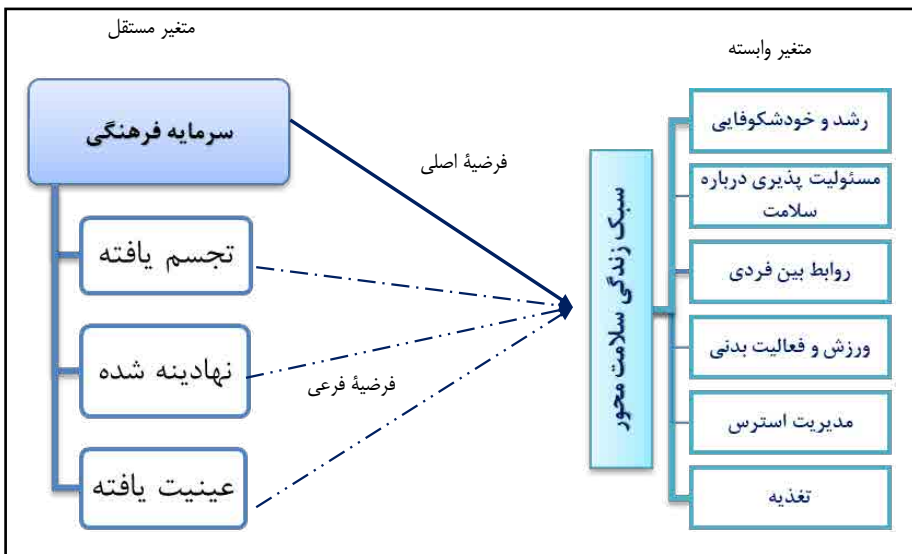 متغیر مستقل
متغیر وابسته
سرمایه فرهنگی
تجسم یافته
نهادینه شده
عینیت یافته
فرضیهٔ اصلی
فرضیهٔ فرعی
سبک زندگی سلامت محور
رشد و خودشکوفایی
مسئولیت پذیری درباره
سلامت
روابط بین فردی
ورزش و فعالیت بدنی
مدیریت استرس
تغذیه